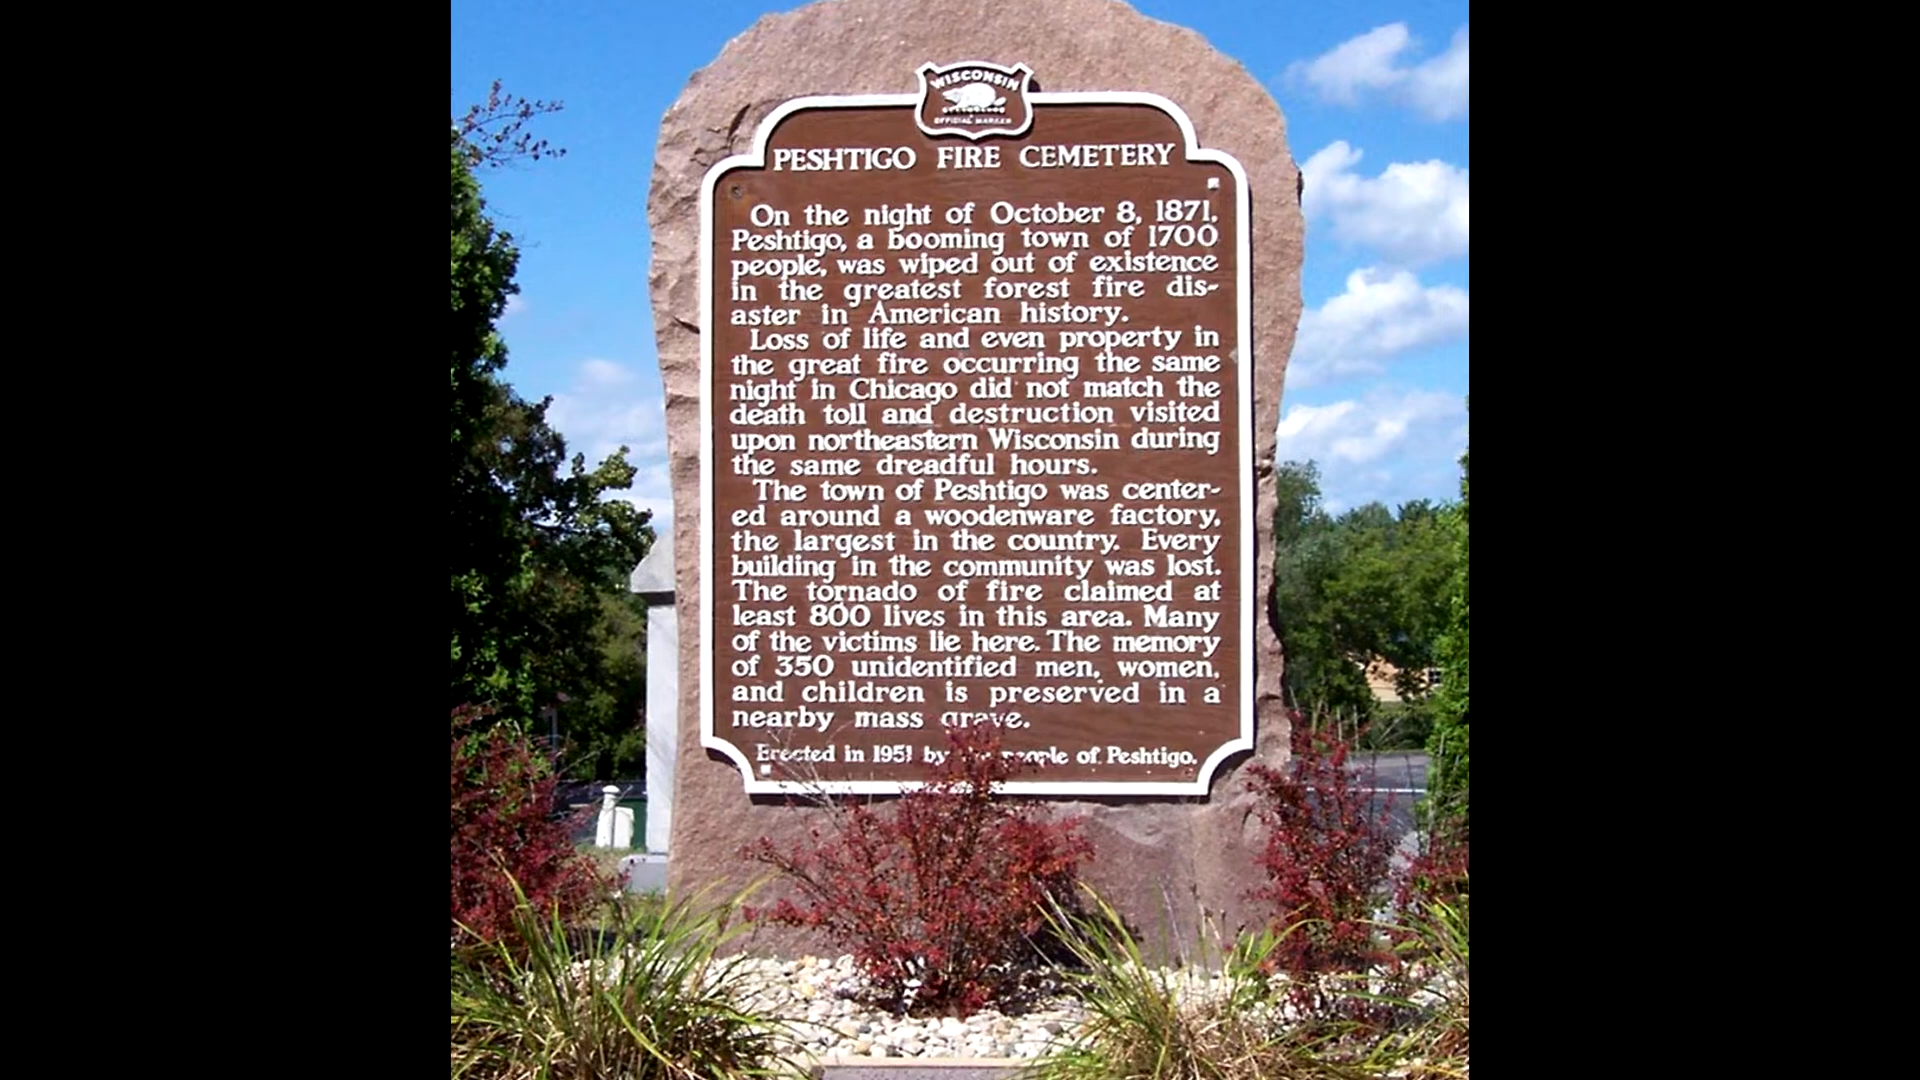 WISCONSIN
OFFICIAL MARKER
PESHTIGO FIRE CEMETERY
On the night of October 8, 1871,
Peshtigo, a booming town of 1700
people, was wiped out of existence
in the greatest forest fire dis-
aster in American history.
Loss of life and even property in
the great fire occurring the same
night in Chicago did not match the
death toll and destruction visited
upon northeastern Wisconsin during
the same dreadful hours.
The town of Peshtigo was center-
ed around a woodenware factory,
the largest in the country. Every
building in the community was lost.
The tornado of fire claimed at
least 800 lives in this area. Many
of the victims lie here. The memory
of 350 unidentified men, women,
and children is preserved in a
nearby mass grave.
Erected in 1951 by the people of Peshtigo.